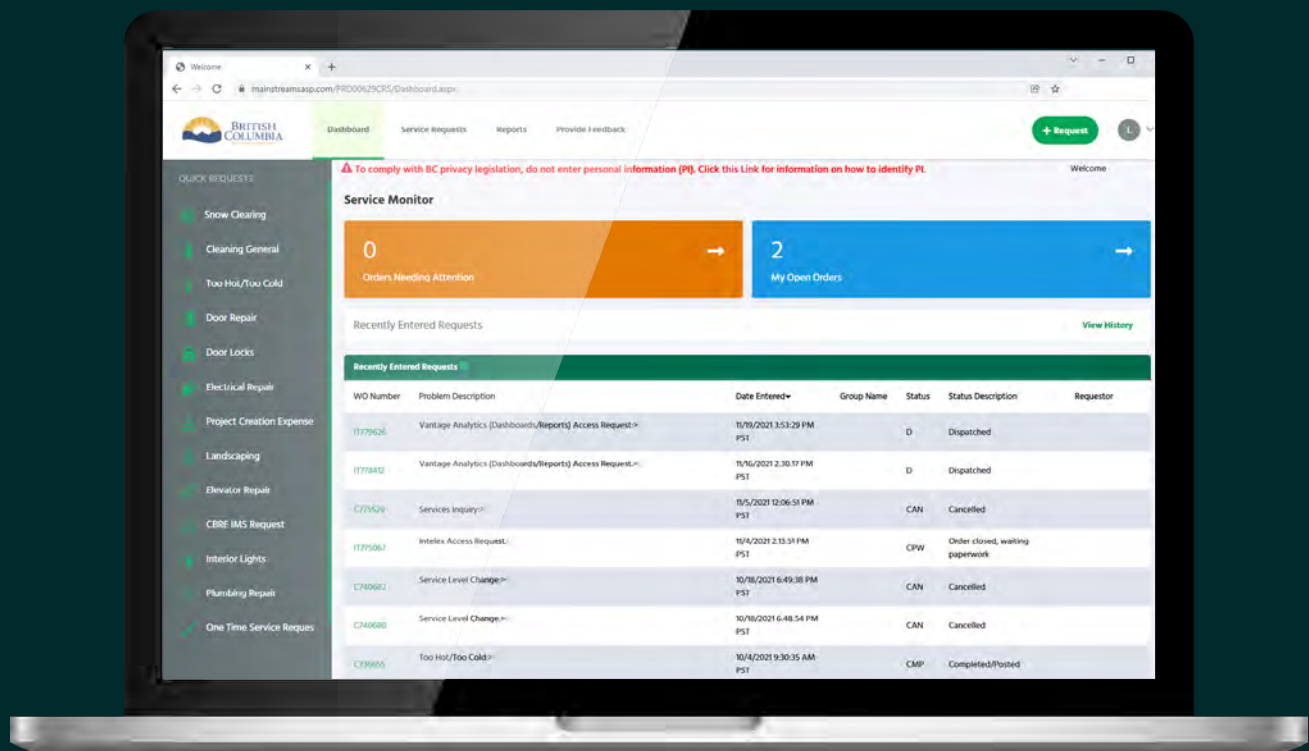 Welcome
mainstreamsasp.com/PRD00629CRS/Dashboard.aspx
BRITISH
COLUMBIA
Dashboard
Service Requests
Reports
Provide Feedback
+ Request
L
QUICK REQUESTS
Snow Clearing
Cleaning General
Too Hot/Too Cold
Door Repair
Door Locks
Electrical Repair
Project Creation Expense
Landscaping
Elevator Repair
CBRE IMS Request
Interior Lights
Plumbing Repair
One Time Service Reques
To comply with BC privacy legislation, do not enter personal information (PI). Click this Link for information on how to identify PI.
Welcome
Service Monitor
0
Orders Needing Attention
2
My Open Orders
Recently Entered Requests
View History
Recently Entered Requests
WO Number Problem Description Date Entered Group Name Status Status Description Requestor
Vantage Analytics (Dashboards/Reports) Access Request 11/19/2021 3:53:29 PM PST D Dispatched
IT778412 Vantage Analytics (Dashboards/Reports) Access Request 11/16/2021 2:30:17 PM PST D Dispatched
Services Inquiry 11/5/2021 12:06:51 PM PST CAN Cancelled
IT775067 Intelex Access Request 11/4/2021 2:13:51 PM PST CPW Order closed, waiting paperwork
Service Level Change 10/18/2021 6:49:38 PM PST CAN Cancelled
C740680 Service Level Change 10/18/2021 6:48:54 PM PST CAN Cancelled
Too Hot/Too Cold 10/4/2021 9:30:35 AM PST CMP Completed/Posted